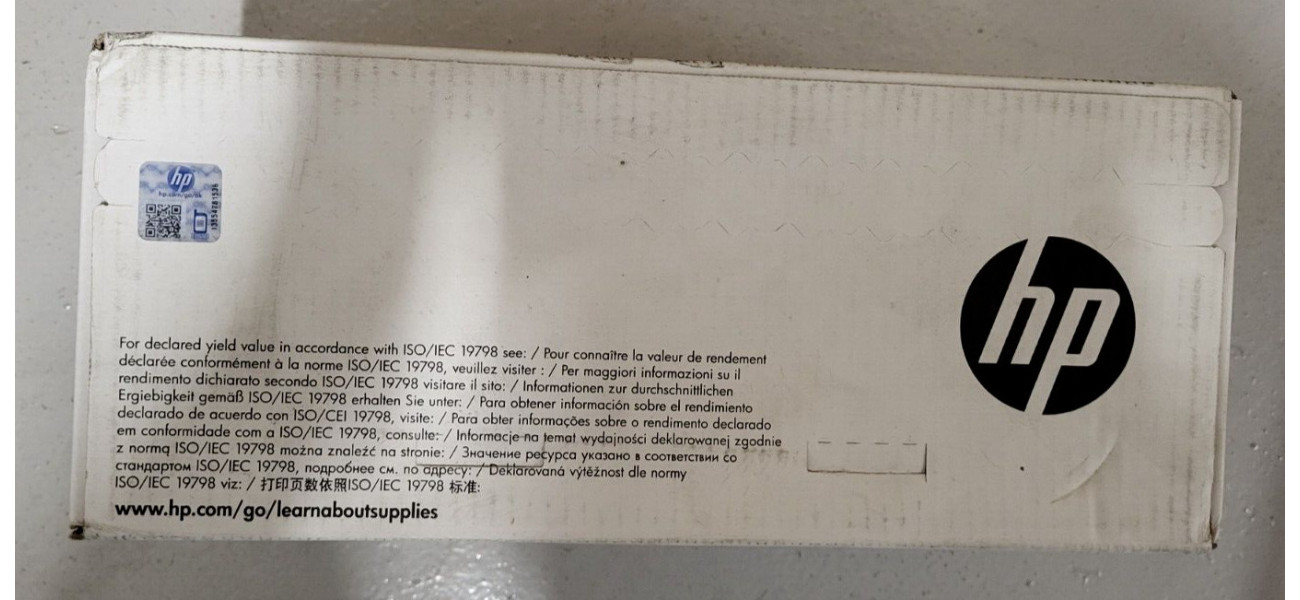 hp
For declared yield value in accordance with ISO/IEC 19798 see: / Pour connaître la valeur de rendement
déclarée conformément à la norme ISO/IEC 19798, veuillez visiter : / Per maggiori informazioni su il
rendimento dichiarato secondo ISO/IEC 19798 visitare il sito: / Informationen zur durchschnittlichen
Ergiebigkeit gemäß ISO/IEC 19798 erhalten Sie unter: / Para obtener información sobre el rendimiento
declarado de acuerdo con ISO/CEI 19798, visite: / Para obter informações sobre o rendimento declarado
em conformidade com a ISO/IEC 19798, consulte: / Informacje na temat wydajności deklarowanej zgodnie
z normą ISO/IEC 19798 można znaleźć na stronie: / Значение ресурса указано в соответствии со
стандартом ISO/IEC 19798, подробнее см. по адресу: / Deklarovaná výtěžnost dle normy
ISO/IEC 19798 viz: / 打印页数依照ISO/IEC 19798 标准:
www.hp.com/go/learnaboutsupplies
hp